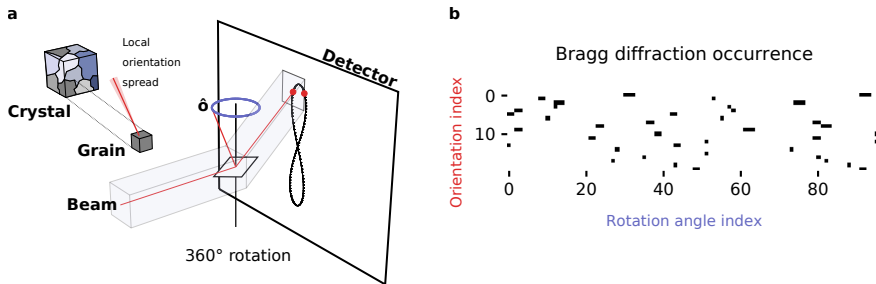 a
Local
orientation
spread
Crystal
Grain
Beam
ô
360° rotation
Detector
b
Bragg diffraction occurrence
Orientation index
0
10
0
20
40
60
80
Rotation angle index